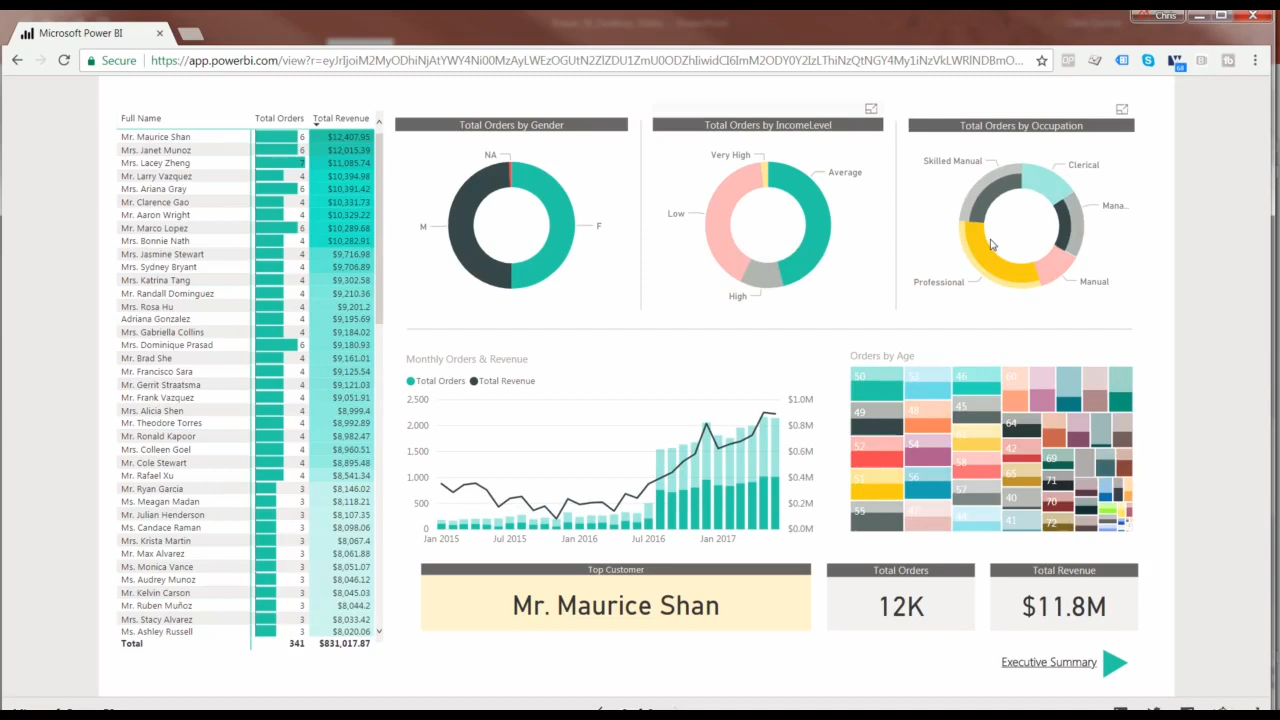 Chris
Microsoft Power BI
Secure
Full Name Total Orders Total Revenue
Mr. Maurice Shan 6 $12,407.95
Mrs. Janet Munoz 6 $12,015.39
Mrs. Lacey Zheng 7 $11,085.74
Mr. Larry Vazquez 4 $10,394.98
Mrs. Ariana Gray 6 $10,391.42
Mr. Clarence Gao 4 $10,331.73
Mr. Aaron Wright 4 $10,329.22
Mr. Marco Lopez 6 $10,289.68
Mrs. Bonnie Nath 4 $10,282.91
Mrs. Jasmine Stewart 4 $9,716.98
Mrs. Sydney Bryant 4 $9,706.89
Mrs. Katrina Tang 4 $9,302.58
Mr. Randall Dominguez 4 $9,210.36
Mrs. Rosa Hu 4 $9,201.2
Adriana Gonzalez 4 $9,195.69
Mrs. Gabriella Collins 4 $9,184.02
Mrs. Dominique Prasad 6 $9,180.93
Mr. Brad She 4 $9,161.01
Mr. Francisco Sara 4 $9,125.54
Mr. Gerrit Straatsma 4 $9,121.03
Mr. Frank Vazquez 4 $9,051.91
Mrs. Alicia Shen 4 $8,999.4
Mr. Theodore Torres 4 $8,992.89
Mr. Ronald Kapoor 4 $8,982.47
Mrs. Colleen Goel 4 $8,960.51
Mr. Cole Stewart 4 $8,895.48
Mr. Rafael Xu 4 $8,541.34
Mr. Ryan Garcia 3 $8,146.02
Ms. Meagan Madan 3 $8,118.21
Mr. Julian Henderson 3 $8,107.35
Ms. Candace Raman 3 $8,098.06
Mrs. Krista Martin 3 $8,067.4
Mr. Max Alvarez 3 $8,061.88
Ms. Monica Vance 3 $8,051.07
Ms. Audrey Munoz 3 $8,046.12
Mr. Kelvin Carson 3 $8,045.03
Mr. Ruben Muñoz 3 $8,044.2
Mrs. Stacy Alvarez 3 $8,033.42
Ms. Ashley Russell 3 $8,020.06
Total 341 $831,017.87
Total Orders by Gender
NA
M
F
Total Orders by IncomeLevel
Very High
Average
Low
High
Total Orders by Occupation
Skilled Manual
Clerical
Mana...
Professional
Manual
Monthly Orders & Revenue
Total Orders Total Revenue
2,500 $1.0M
2,000 $0.8M
1,500 $0.6M
1,000 $0.4M
500 $0.2M
0 $0.0M
Jan 2015 Jul 2015 Jan 2016 Jul 2016 Jan 2017
Orders by Age
50 46 60
49 48 45 64
52 54 42 69
51 58 65 71
56 57 40 70
55 41 72
Top Customer
Mr. Maurice Shan
Total Orders
12K
Total Revenue
$11.8M
Executive Summary